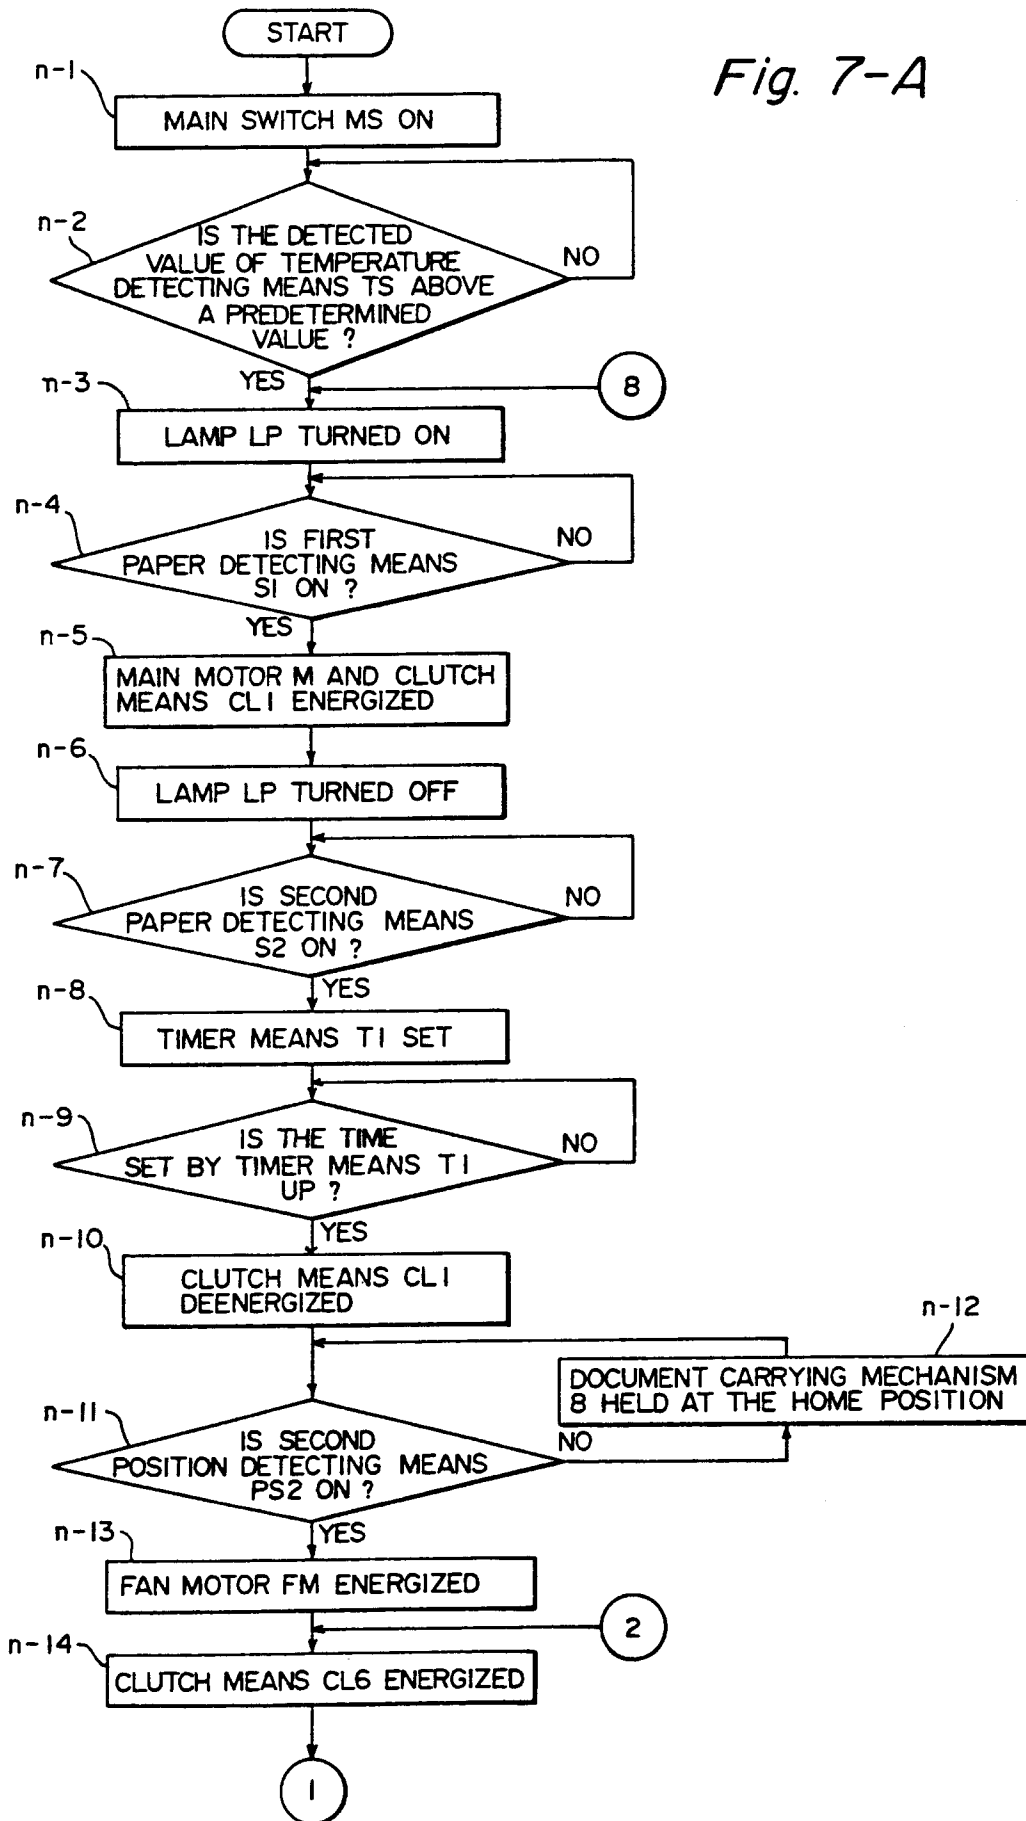 START
Fig. 7-A
n-1
MAIN SWITCH MS ON
n-2
IS THE DETECTED
VALUE OF TEMPERATURE
DETECTING MEANS TS ABOVE
A PREDETERMINED
VALUE ?
NO
YES
8
n-3
LAMP LP TURNED ON
n-4
IS FIRST
PAPER DETECTING MEANS
S1 ON ?
NO
YES
n-5
MAIN MOTOR M AND CLUTCH
MEANS CL1 ENERGIZED
n-6
LAMP LP TURNED OFF
n-7
IS SECOND
PAPER DETECTING MEANS
S2 ON ?
NO
YES
n-8
TIMER MEANS T1 SET
n-9
IS THE TIME
SET BY TIMER MEANS T1
UP ?
NO
YES
n-10
CLUTCH MEANS CL1
DEENERGIZED
n-12
DOCUMENT CARRYING MECHANISM
8 HELD AT THE HOME POSITION
n-11
IS SECOND
POSITION DETECTING MEANS
PS2 ON ?
NO
YES
n-13
FAN MOTOR FM ENERGIZED
2
n-14
CLUTCH MEANS CL6 ENERGIZED
1